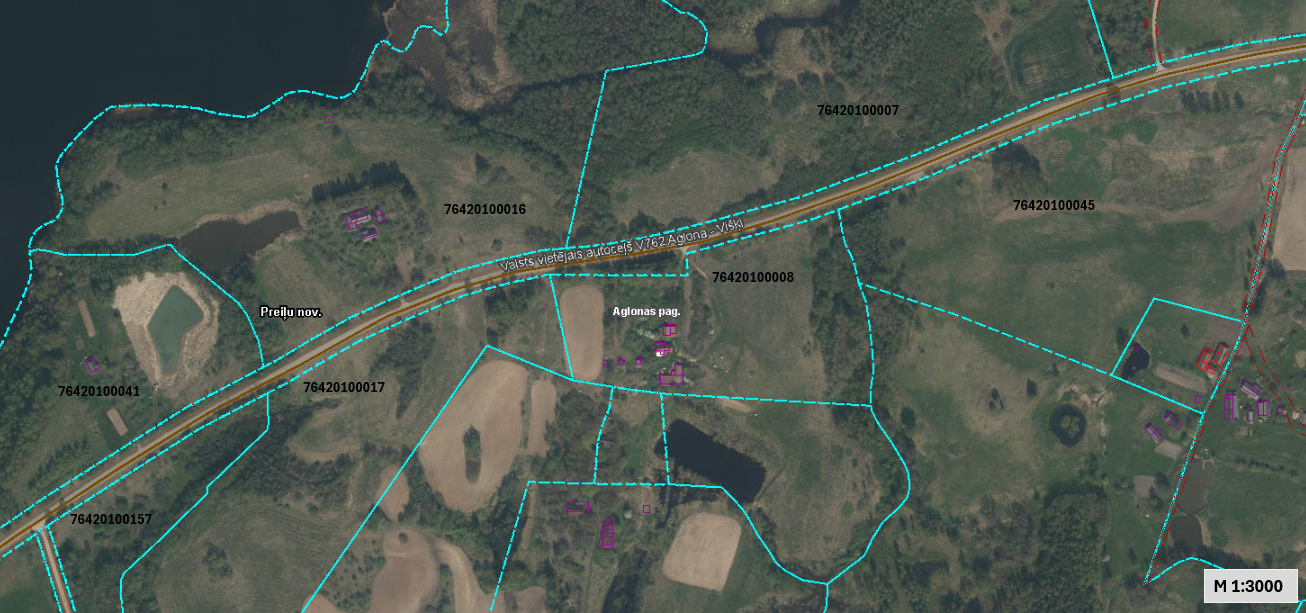 76420100007
76420100016
76420100045
Valsts vietējais autoceļš V762 Aglona - Višķi
76420100008
Preiļu nov.
Aglonas pag.
76420100041
76420100017
76420100157
M 1:3000